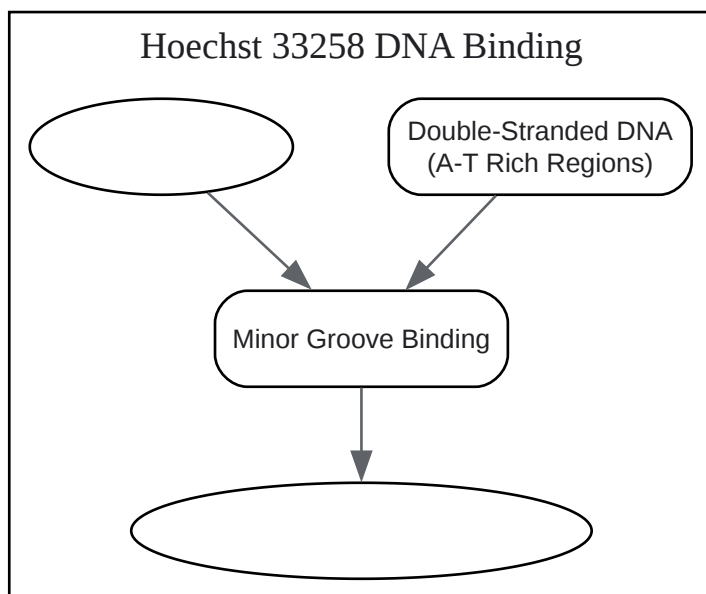 Hoechst 33258 DNA Binding
Double-Stranded DNA
(A-T Rich Regions)
Minor Groove Binding